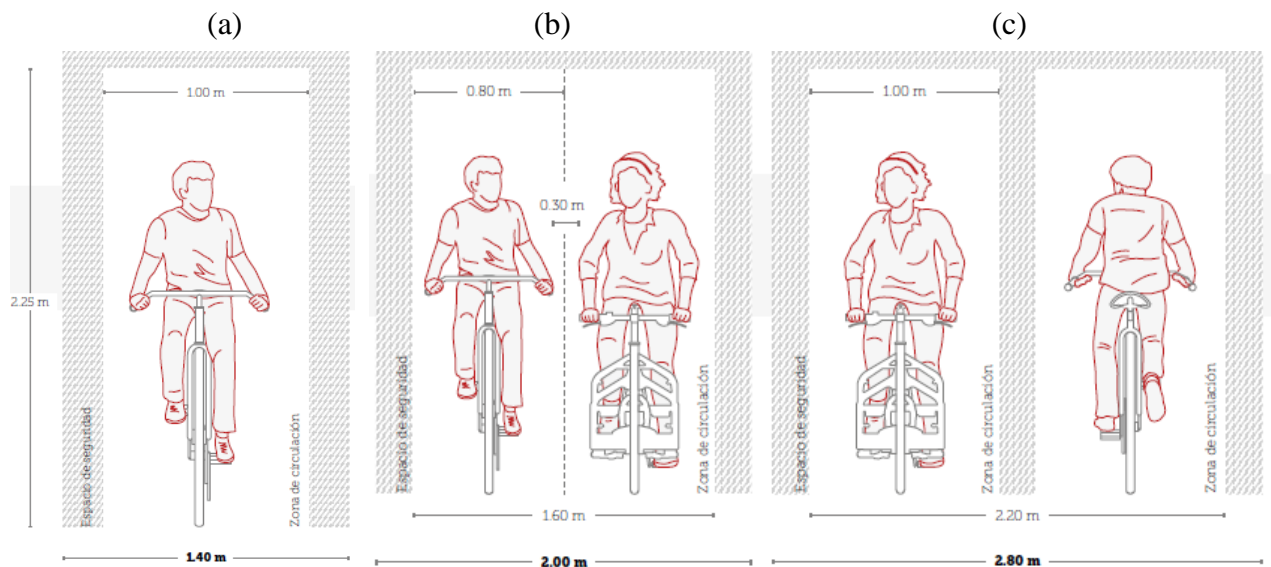 (a)
1.00 m
2.25 m
Espacio de seguridad
Zona de circulación
1.40 m
(b)
0.80 m
0.30 m
Espacio de seguridad
Zona de circulación
1.60 m
2.00 m
(c)
1.00 m
Espacio de seguridad
Zona de circulación
Zona de circulación
2.20 m
2.80 m